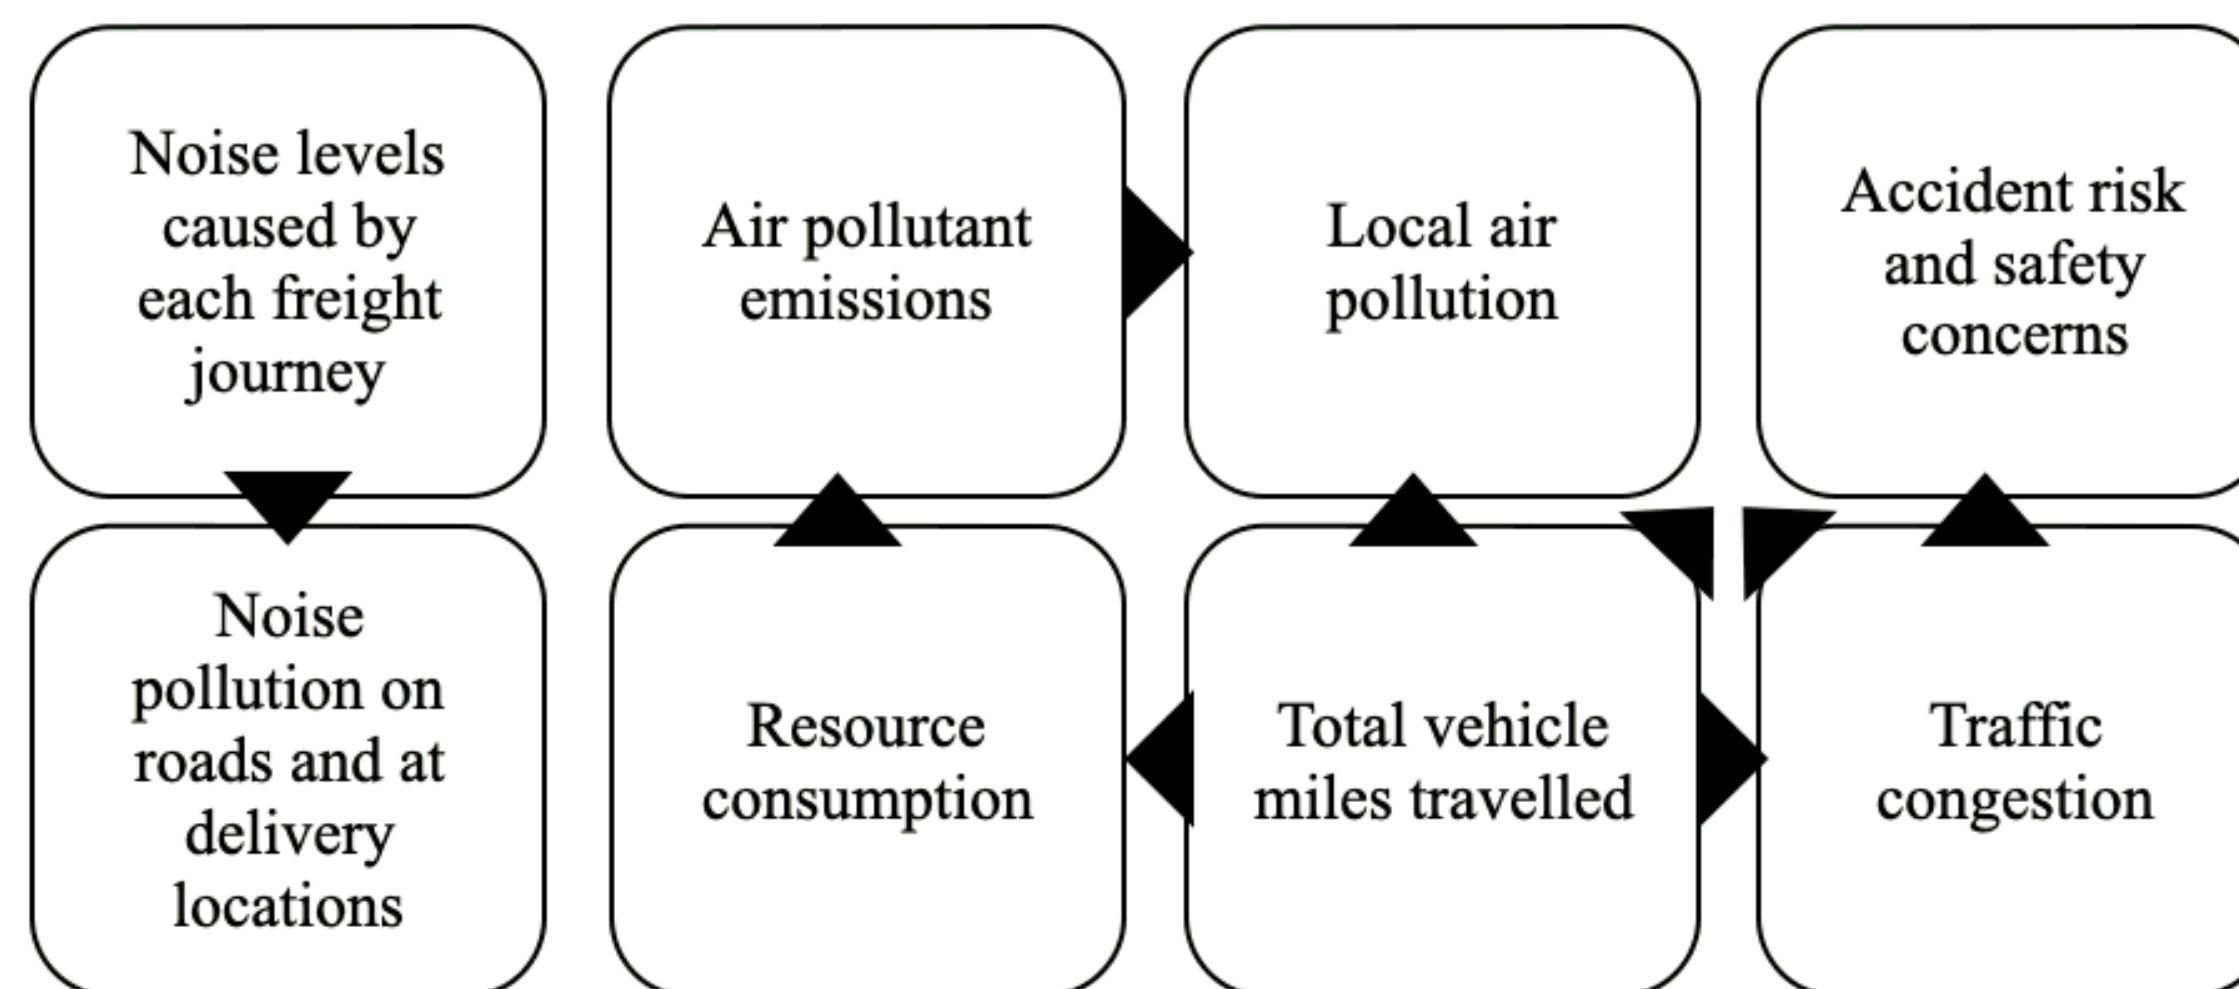 Noise levels
caused by
each freight
journey
Air pollutant
emissions
Local air
pollution
Accident risk
and safety
concerns
Noise
pollution on
roads and at
delivery
locations
Resource
consumption
Total vehicle
miles travelled
Traffic
congestion